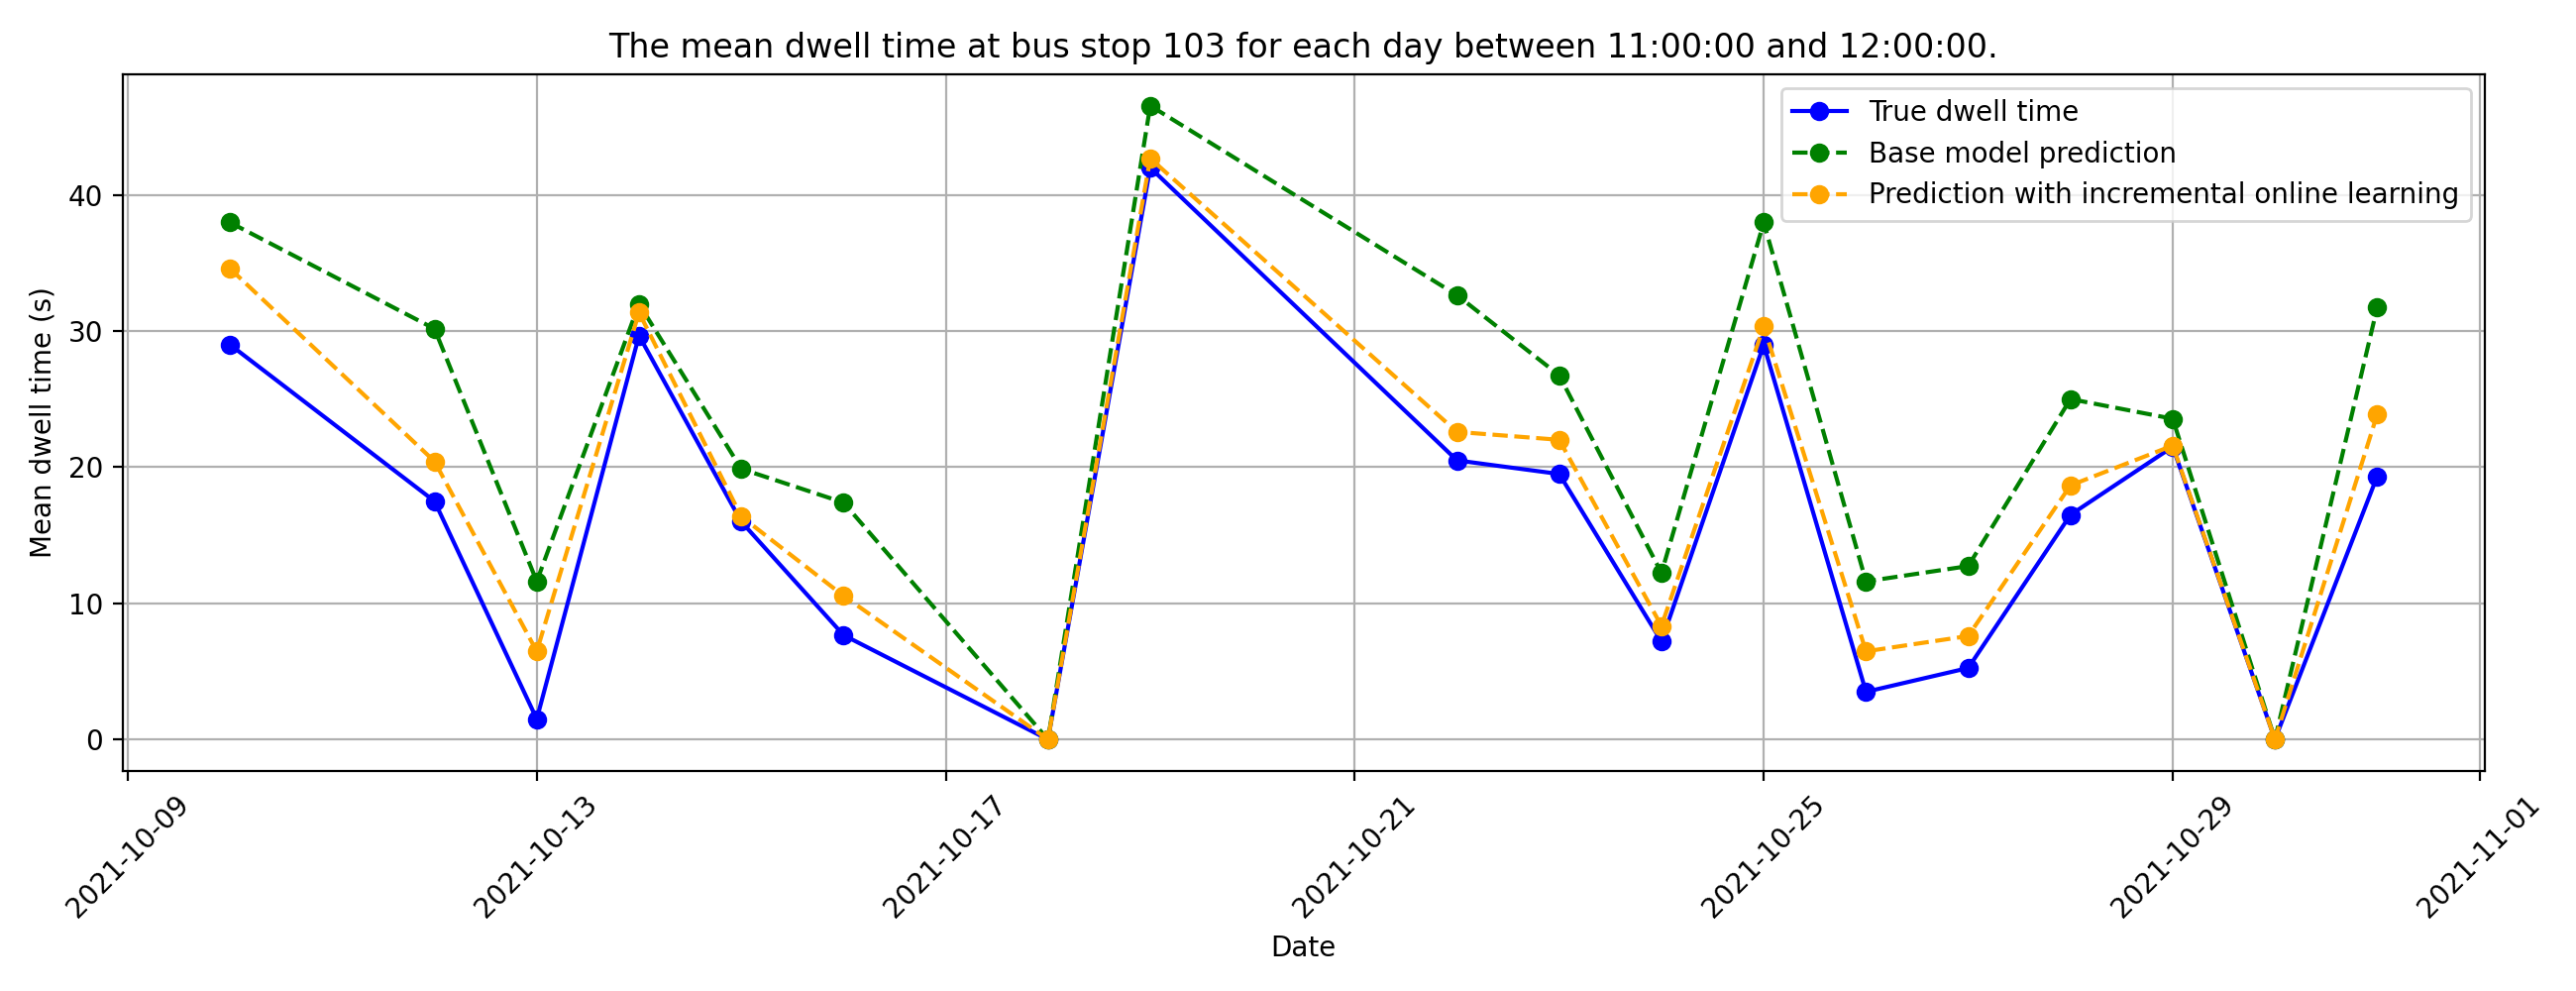 The mean dwell time at bus stop 103 for each day between 11:00:00 and 12:00:00.
True dwell time
Base model prediction
Prediction with incremental online learning
Mean dwell time (s)
40
30
20
10
0
2021-10-09
2021-10-13
2021-10-17
2021-10-21
2021-10-25
2021-10-29
2021-11-01
Date